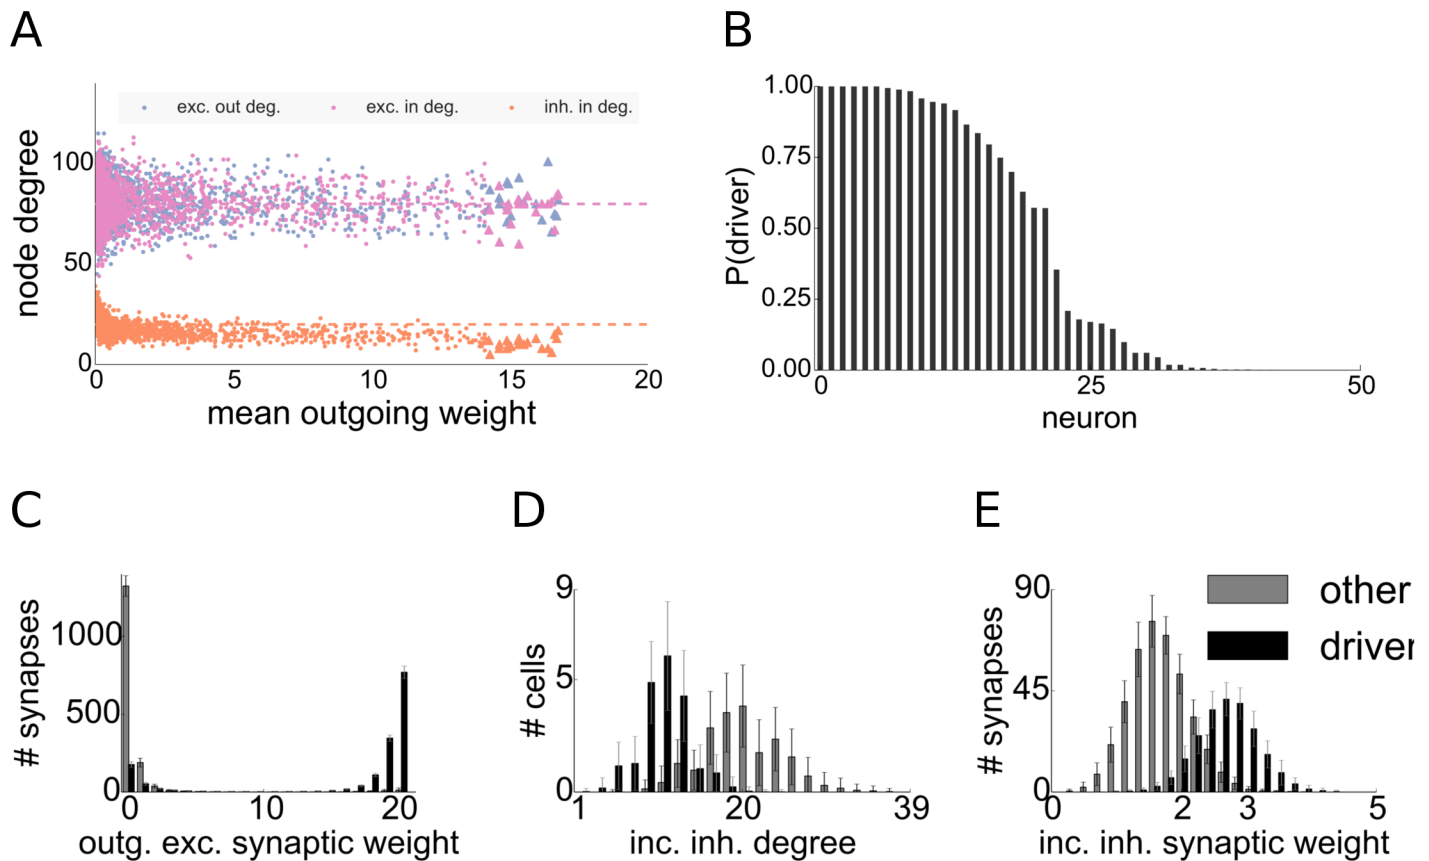 A
exc. out deg. exc. in deg. inh. in deg.
node degree
100
50
0
0 5 10 15 20
mean outgoing weight
B
P(driver)
1.00
0.75
0.50
0.25
0.00
0 25 50
neuron
C
# synapses
1000
500
0
0 10 20
outg. exc. synaptic weight
D
# cells
9
5
0
1 20 39
inc. inh. degree
E
# synapses
90
45
0
0 2 3 5
inc. inh. synaptic weight
other
driver